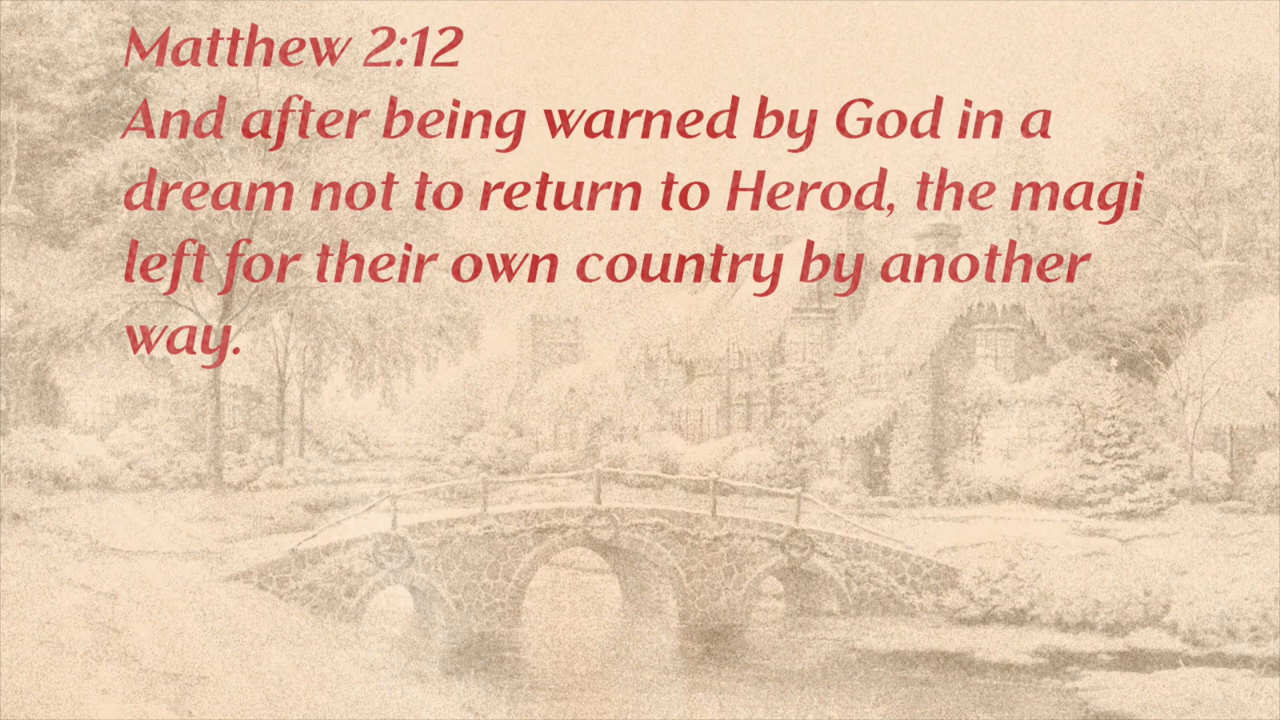 Matthew 2:12
And after being warned by God in a
dream not to return to Herod, the magi
left for their own country by another
way.